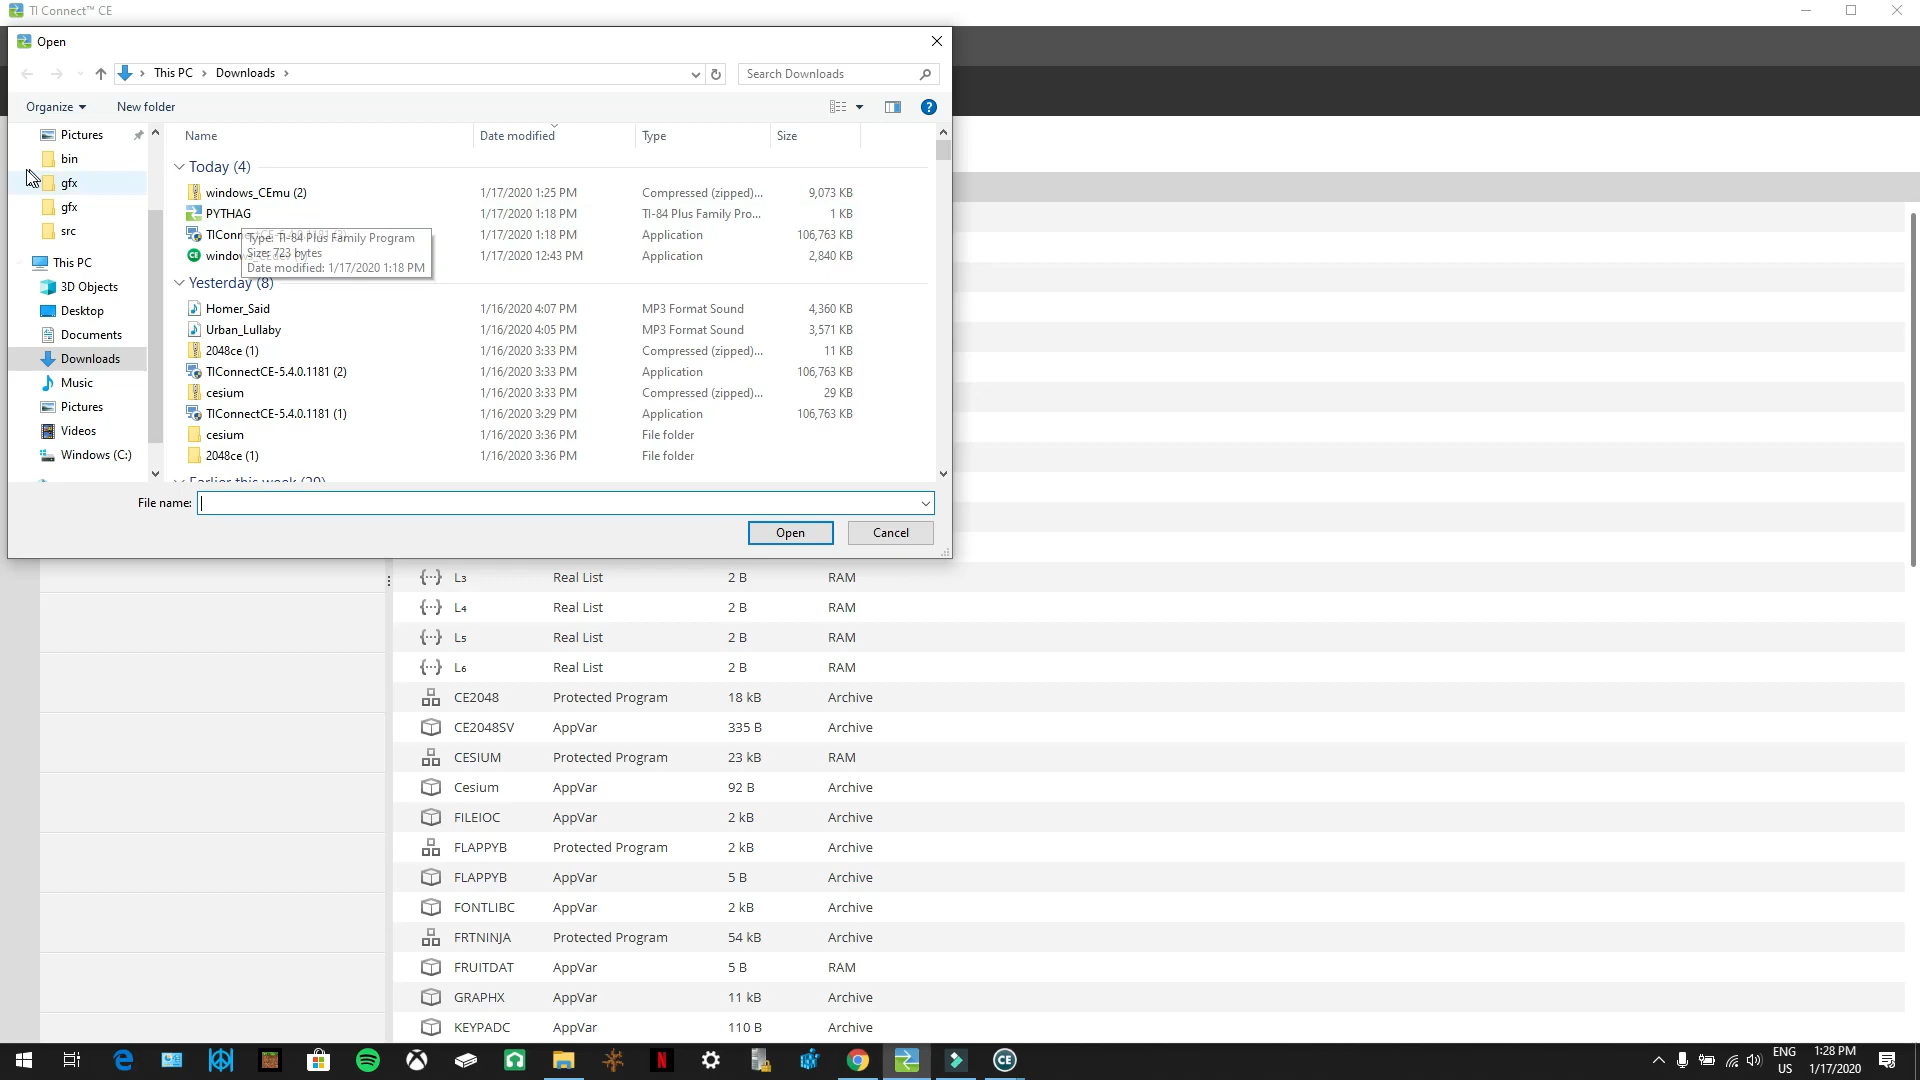 TI Connect™ CE
Open
This PC > Downloads >
Search Downloads
Organize
New folder
Pictures
bin
gfx
gfx
src
This PC
3D Objects
Desktop
Documents
Downloads
Music
Pictures
Videos
Windows (C:)
Name Date modified Type Size
Today (4)
windows_CEmu (2) 1/17/2020 1:25 PM Compressed (zipped)... 9,073 KB
PYTHAG 1/17/2020 1:18 PM TI-84 Plus Family Pro... 1 KB
1/17/2020 1:18 PM Application 106,763 KB
1/17/2020 12:43 PM Application 2,840 KB
Type: TI-84 Plus Family Program
Size: 723 bytes
Date modified: 1/17/2020 1:18 PM
Yesterday (8)
Homer_Said 1/16/2020 4:07 PM MP3 Format Sound 4,360 KB
Urban_Lullaby 1/16/2020 4:05 PM MP3 Format Sound 3,571 KB
2048ce (1) 1/16/2020 3:33 PM Compressed (zipped)... 11 KB
TIConnectCE-5.4.0.1181 (2) 1/16/2020 3:33 PM Application 106,763 KB
cesium 1/16/2020 3:33 PM Compressed (zipped)... 29 KB
TIConnectCE-5.4.0.1181 (1) 1/16/2020 3:29 PM Application 106,763 KB
cesium 1/16/2020 3:36 PM File folder
2048ce (1) 1/16/2020 3:36 PM File folder
Earlier this week (29)
File name:
Open
Cancel
L₃ Real List 2 B RAM
L₄ Real List 2 B RAM
L₅ Real List 2 B RAM
L₆ Real List 2 B RAM
CE2048 Protected Program 18 kB Archive
CE2048SV AppVar 335 B Archive
CESIUM Protected Program 23 kB RAM
Cesium AppVar 92 B Archive
FILEIOC AppVar 2 kB Archive
FLAPPYB Protected Program 2 kB Archive
FLAPPYB AppVar 5 B Archive
FONTLIBC AppVar 2 kB Archive
FRTNINJA Protected Program 54 kB Archive
FRUITDAT AppVar 5 B RAM
GRAPHX AppVar 11 kB Archive
KEYPADC AppVar 110 B Archive
CE
ENG
US
1:28 PM
1/17/2020